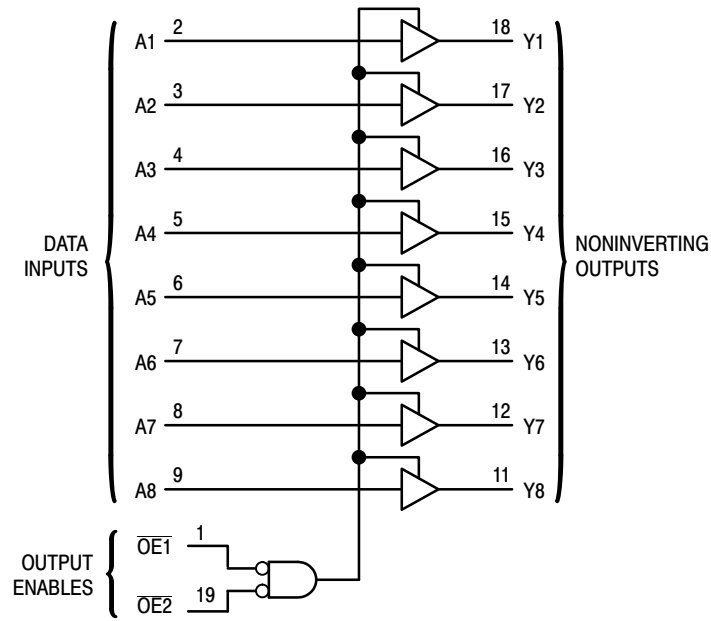 A1 2 18 Y1
A2 3 17 Y2
A3 4 16 Y3
A4 5 15 Y4
DATA
INPUTS
NONINVERTING
OUTPUTS
A5 6 14 Y5
A6 7 13 Y6
A7 8 12 Y7
A8 9 11 Y8
OUTPUT
ENABLES
O̅E̅1̅ 1
O̅E̅2̅ 19